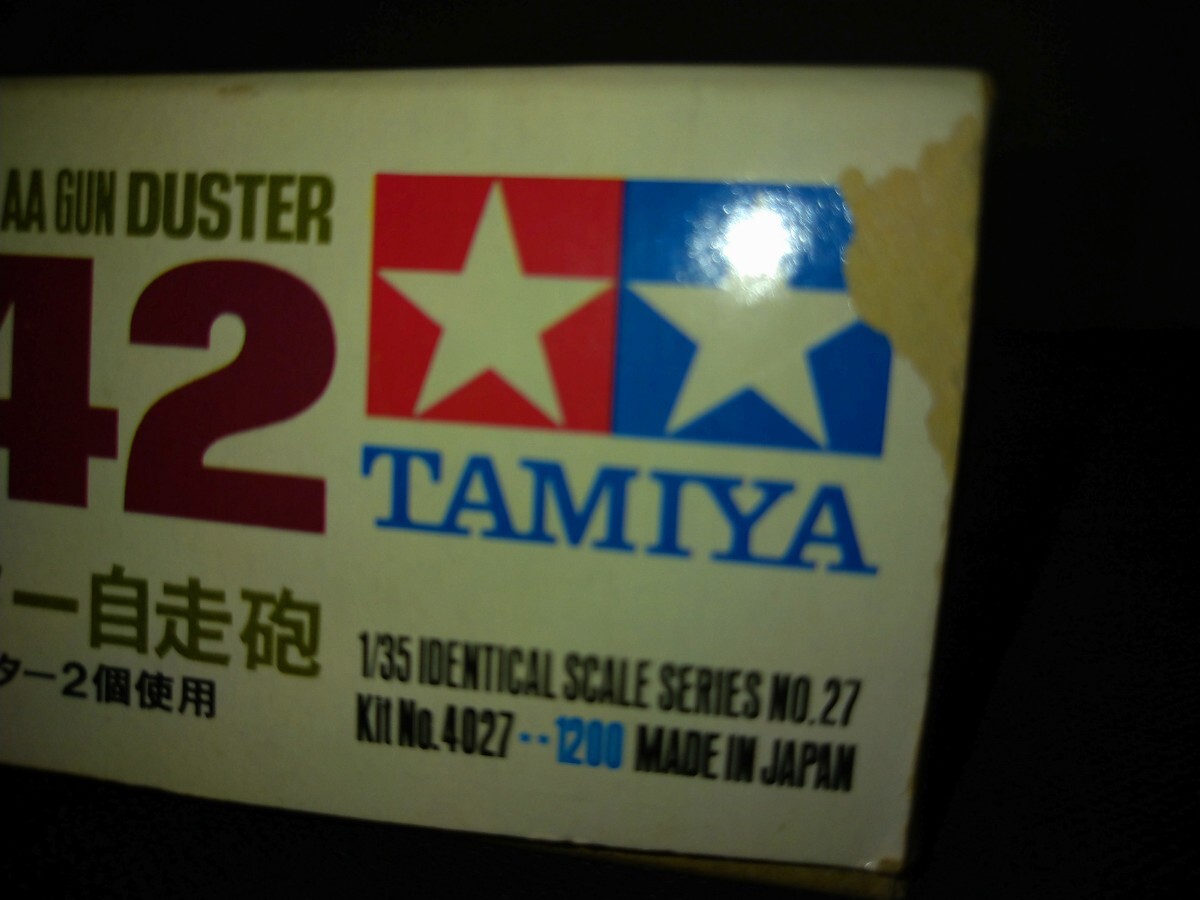 AA GUN DUSTER
42
TAMIYA
ー自走砲
ター2個使用
1/35 IDENTICAL SCALE SERIES NO.27
Kit No.4027--1200 MADE IN JAPAN